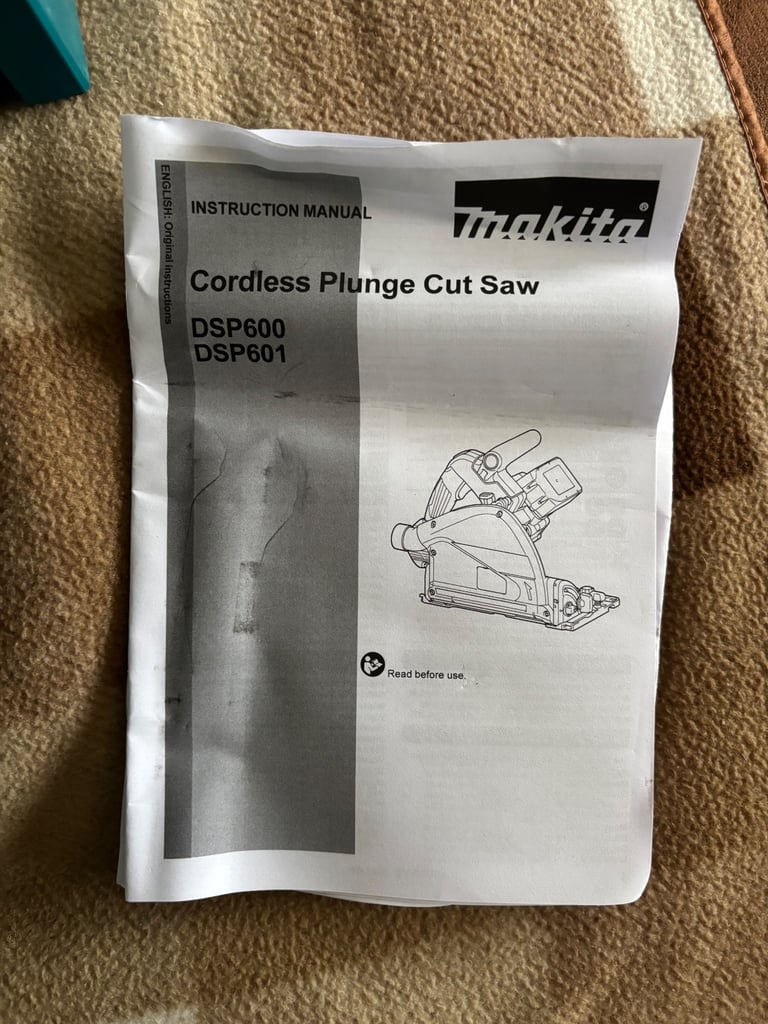 ENGLISH: Original instructions
INSTRUCTION MANUAL
makita®
Cordless Plunge Cut Saw
DSP600
DSP601
Read before use.